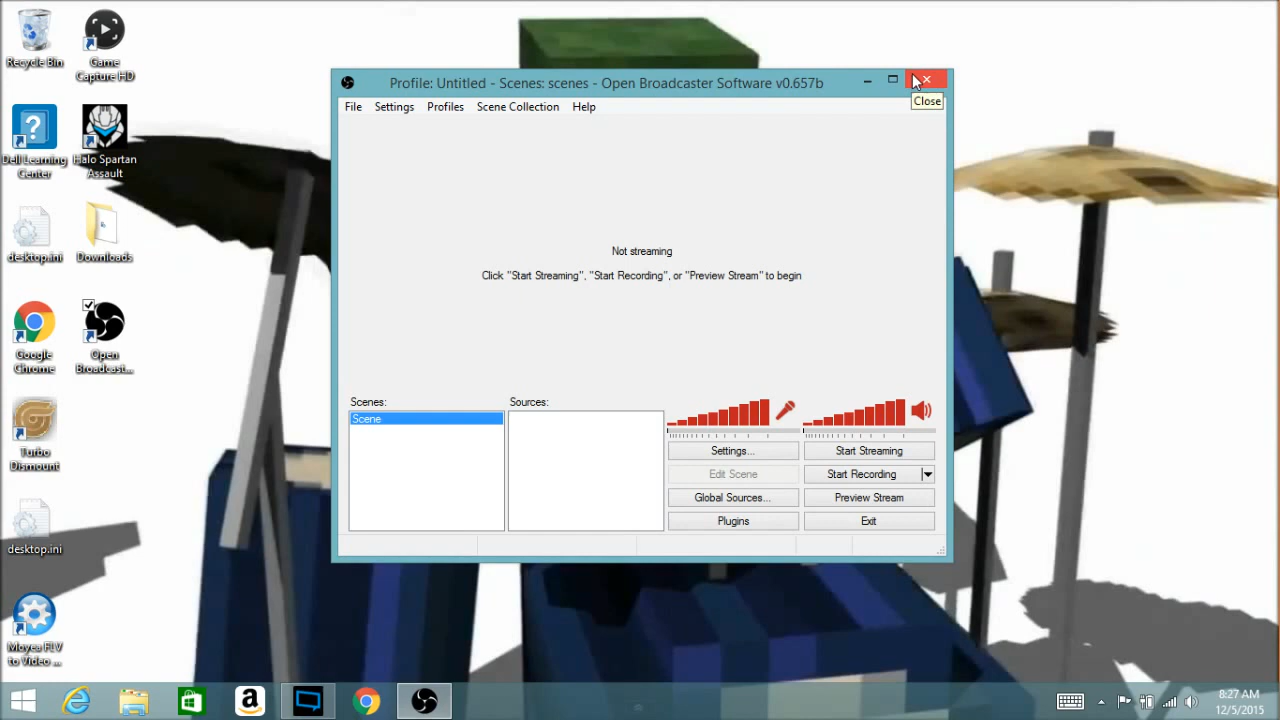 Recycle Bin
Game
Capture HD
Dell Learning
Center
Halo Spartan
Assault
desktop.ini
Downloads
Google
Chrome
Open
Broadcast...
Turbo
Dismount
desktop.ini
Moyea FLV
to Video ...
Profile: Untitled - Scenes: scenes - Open Broadcaster Software v0.657b
Close
File Settings Profiles Scene Collection Help
Not streaming
Click "Start Streaming", "Start Recording", or "Preview Stream" to begin
Scenes:
Scene
Sources:
Settings...
Start Streaming
Edit Scene
Start Recording
Global Sources...
Preview Stream
Plugins
Exit
8:27 AM
12/5/2015